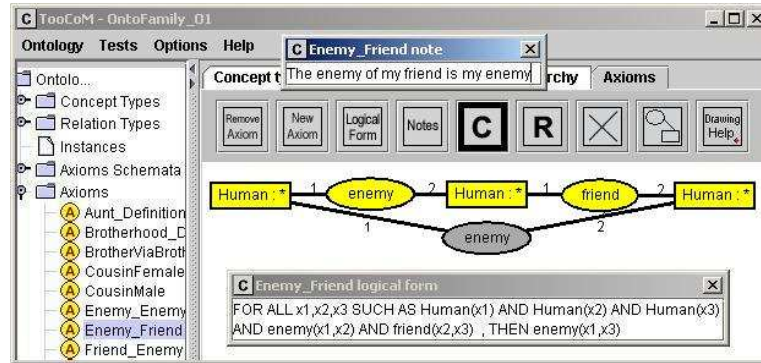 C TooCoM - OntoFamily_01
Ontology Tests Options Help
C Enemy_Friend note
The enemy of my friend is my enemy
Ontolo...
Concept Types
Relation Types
Instances
Axioms Schemata
Axioms
A Aunt_Definition
A Brotherhood_D
A BrotherViaBroth
A CousinFemale
A CousinMale
A Enemy_Enemy
A Enemy_Friend
A Friend_Enemy
Concept t
rchy Axioms
Remove Axiom
New Axiom
Logical Form
Notes
C
R
Drawing Help
Human : * 1 enemy 2 Human : * 1 friend 2 Human : *
1 enemy 2
C Enemy_Friend logical form
FOR ALL x1,x2,x3 SUCH AS Human(x1) AND Human(x2) AND Human(x3)
AND enemy(x1,x2) AND friend(x2,x3) , THEN enemy(x1,x3)